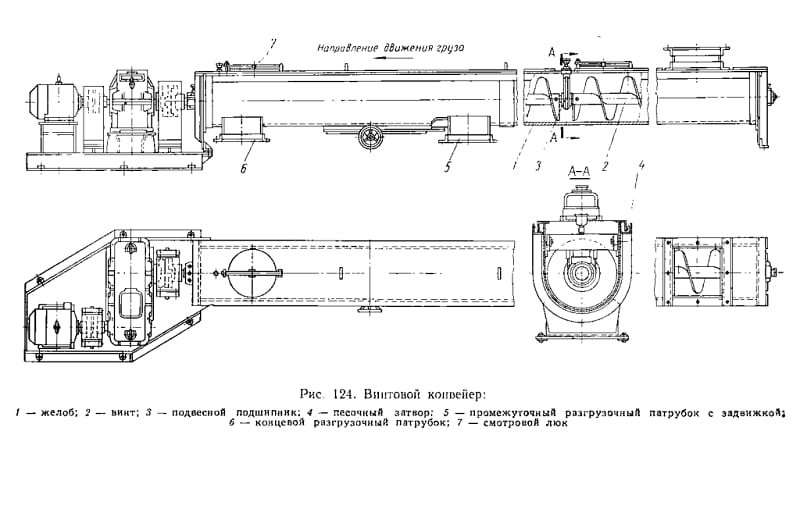 7 Направление движения груза А
А
6 5 1 3 2 4
А–А
Рис. 124. Винтовой конвейер:
1 — желоб; 2 — винт; 3 — подвесной подшипник; 4 — песочный затвор; 5 — промежуточный разгрузочный патрубок с задвижкой;
6 — концевой разгрузочный патрубок; 7 — смотровой люк